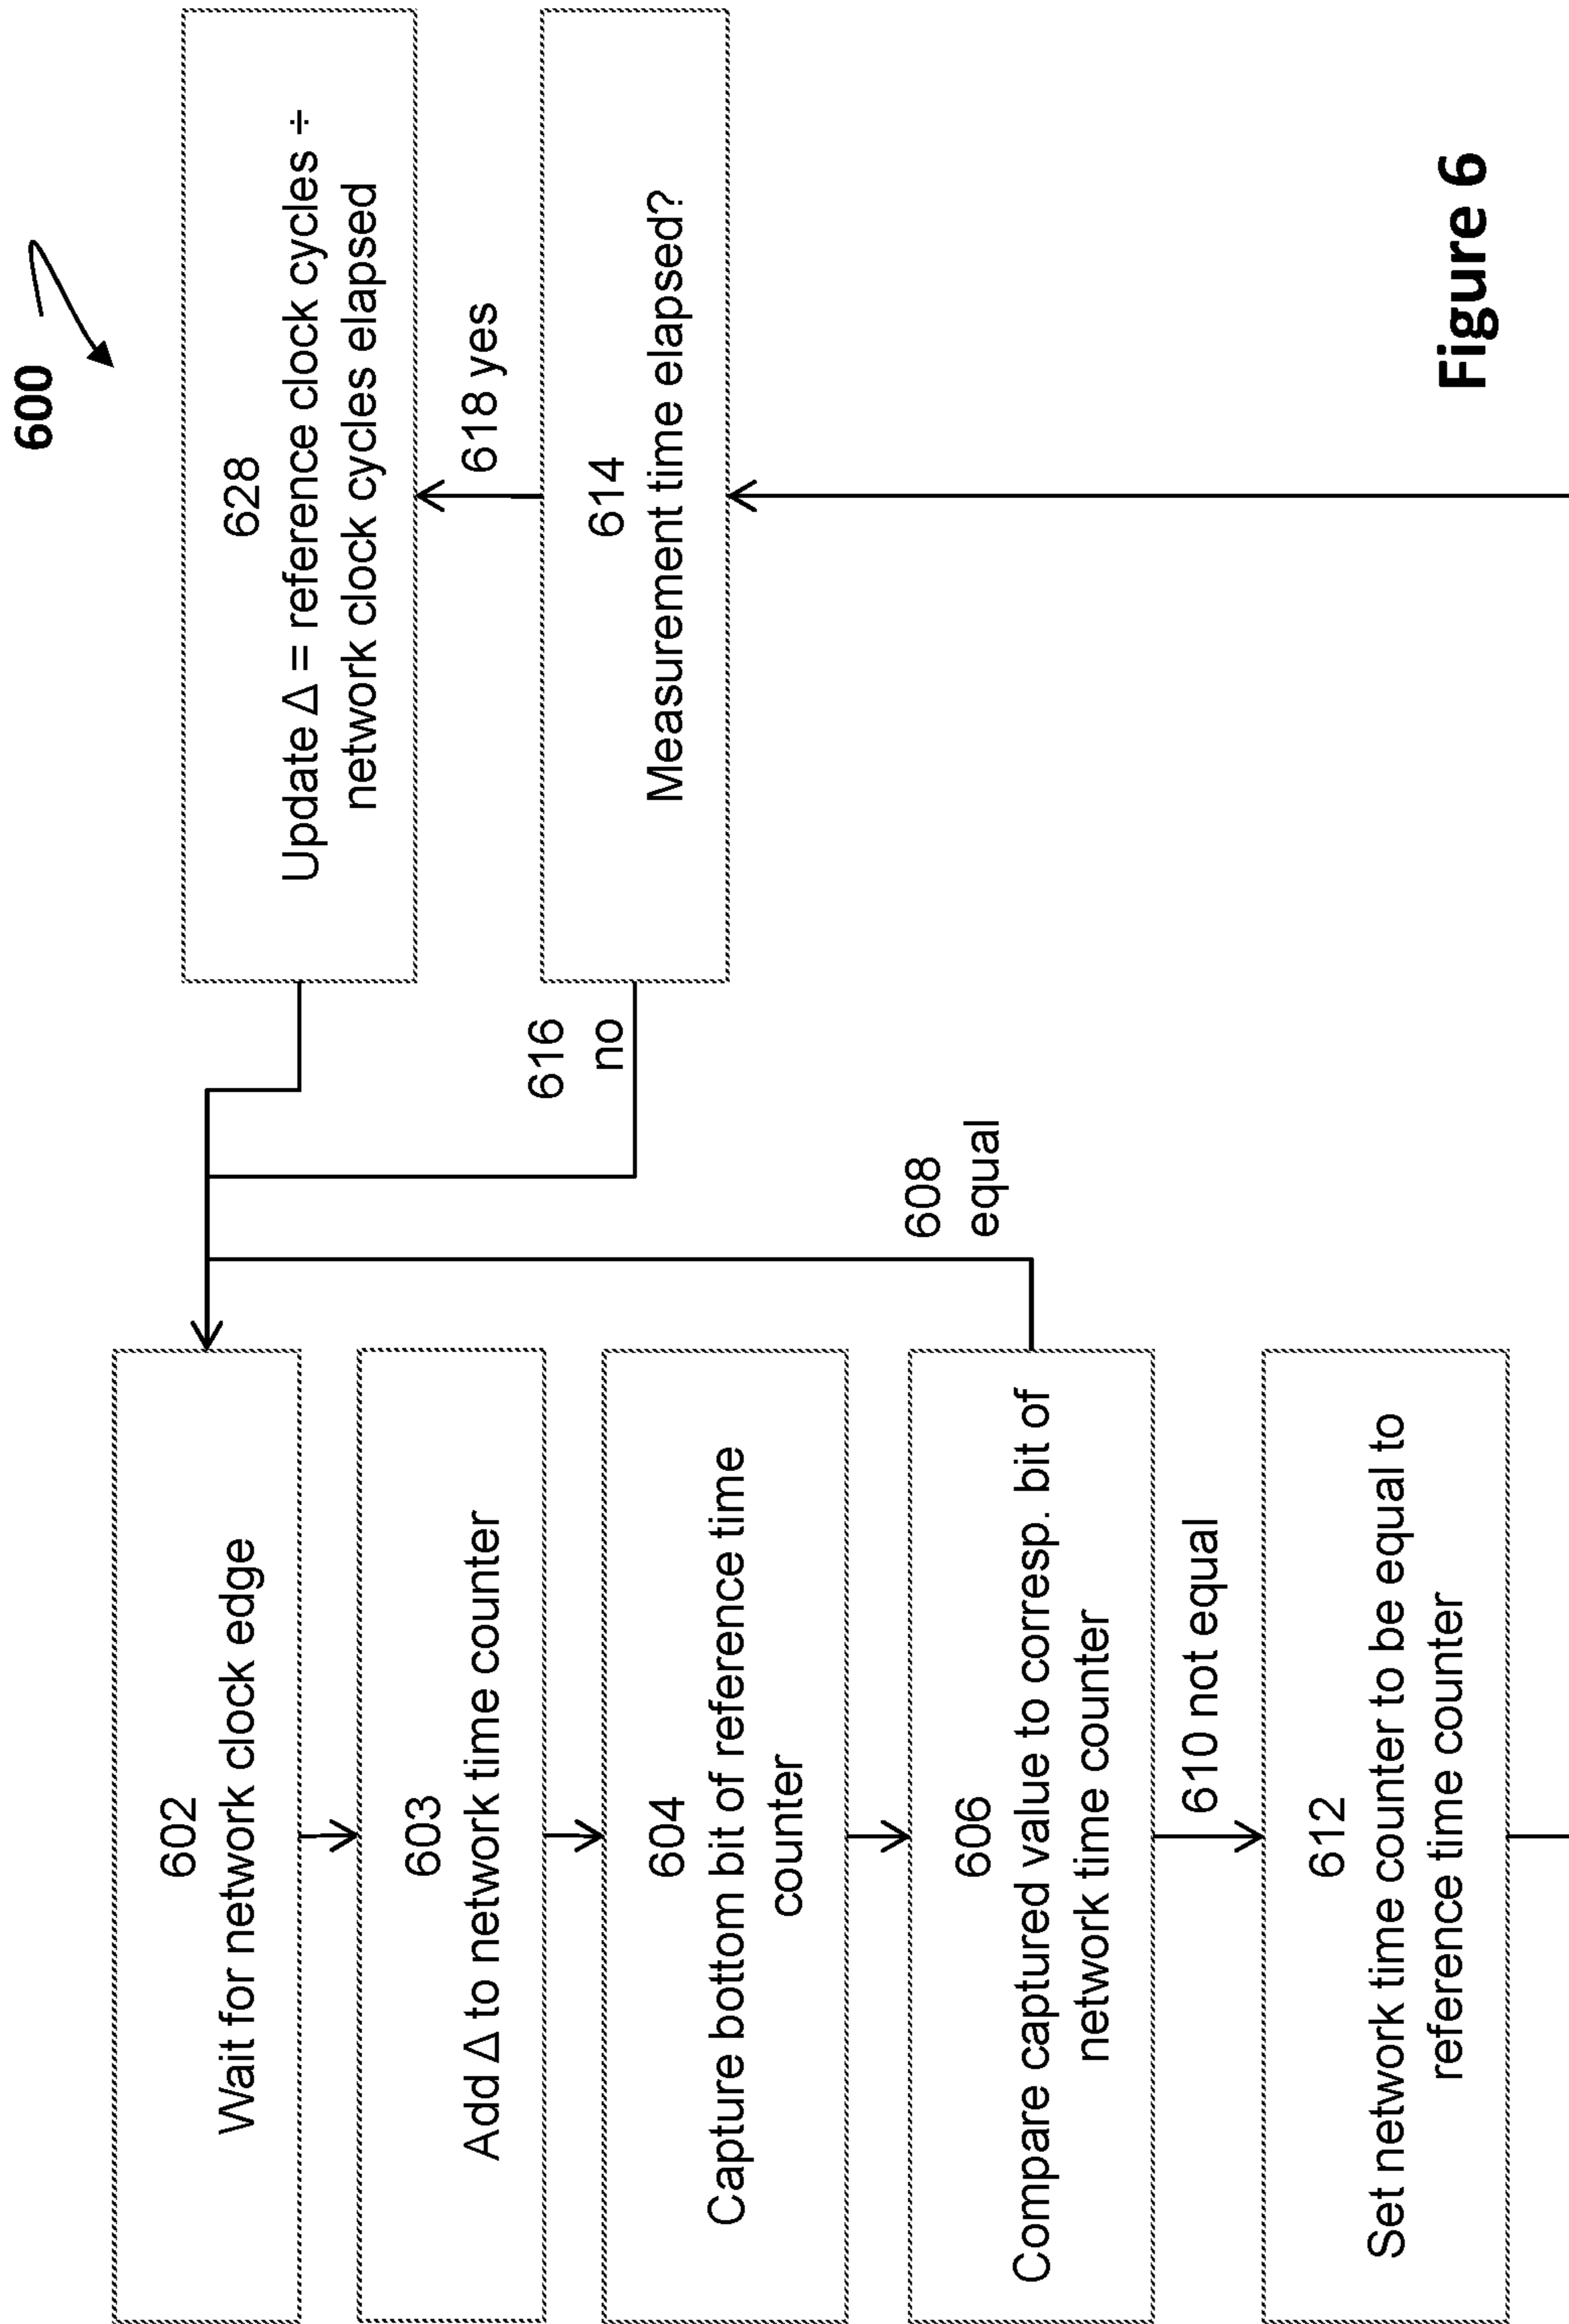 600
602
Wait for network clock edge
603
Add Δ to network time counter
604
Capture bottom bit of reference time
counter
606
Compare captured value to corresp. bit of
network time counter
608
equal
610 not equal
612
Set network time counter to be equal to
reference time counter
614
Measurement time elapsed?
616
no
618 yes
628
Update Δ = reference clock cycles ÷
network clock cycles elapsed
Figure 6